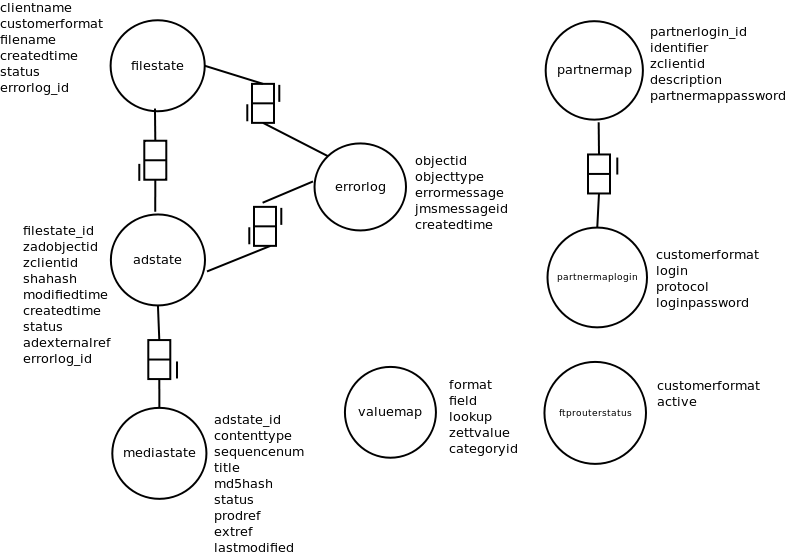 clientname
customerformat
filename
createdtime
status
errorlog_id
filestate
partnermap
partnerlogin_id
identifier
zclientid
description
partnermappassword
errorlog
objectid
objecttype
errormessage
jmsmessageid
createdtime
filestate_id
zadobjectid
zclientid
shahash
modifiedtime
createdtime
status
adexternalref
errorlog_id
adstate
partnermaplogin
customerformat
login
protocol
loginpassword
mediastate
adstate_id
contenttype
sequencenum
title
md5hash
status
prodref
extref
lastmodified
valuemap
format
field
lookup
zettvalue
categoryid
ftprouterstatus
customerformat
active